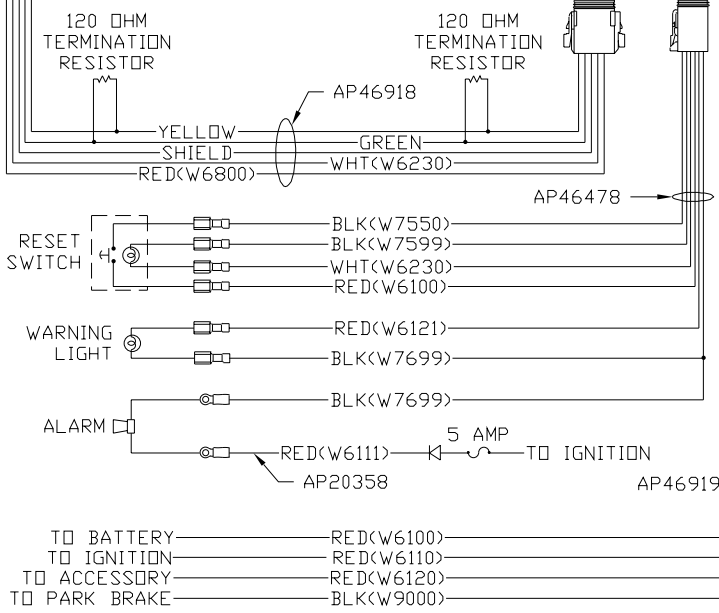 120 OHM
TERMINATION
RESISTOR
120 OHM
TERMINATION
RESISTOR
AP46918
YELLOW
GREEN
SHIELD
WHT(W6230)
RED(W6800)
AP46478
RESET
SWITCH
BLK(W7550)
BLK(W7599)
WHT(W6230)
RED(W6100)
WARNING
LIGHT
RED(W6121)
BLK(W7699)
ALARM
BLK(W7699)
RED(W6111)
5 AMP
TO IGNITION
AP20358
AP46919
TO BATTERY RED(W6100)
TO IGNITION RED(W6110)
TO ACCESSORY RED(W6120)
TO PARK BRAKE BLK(W9000)